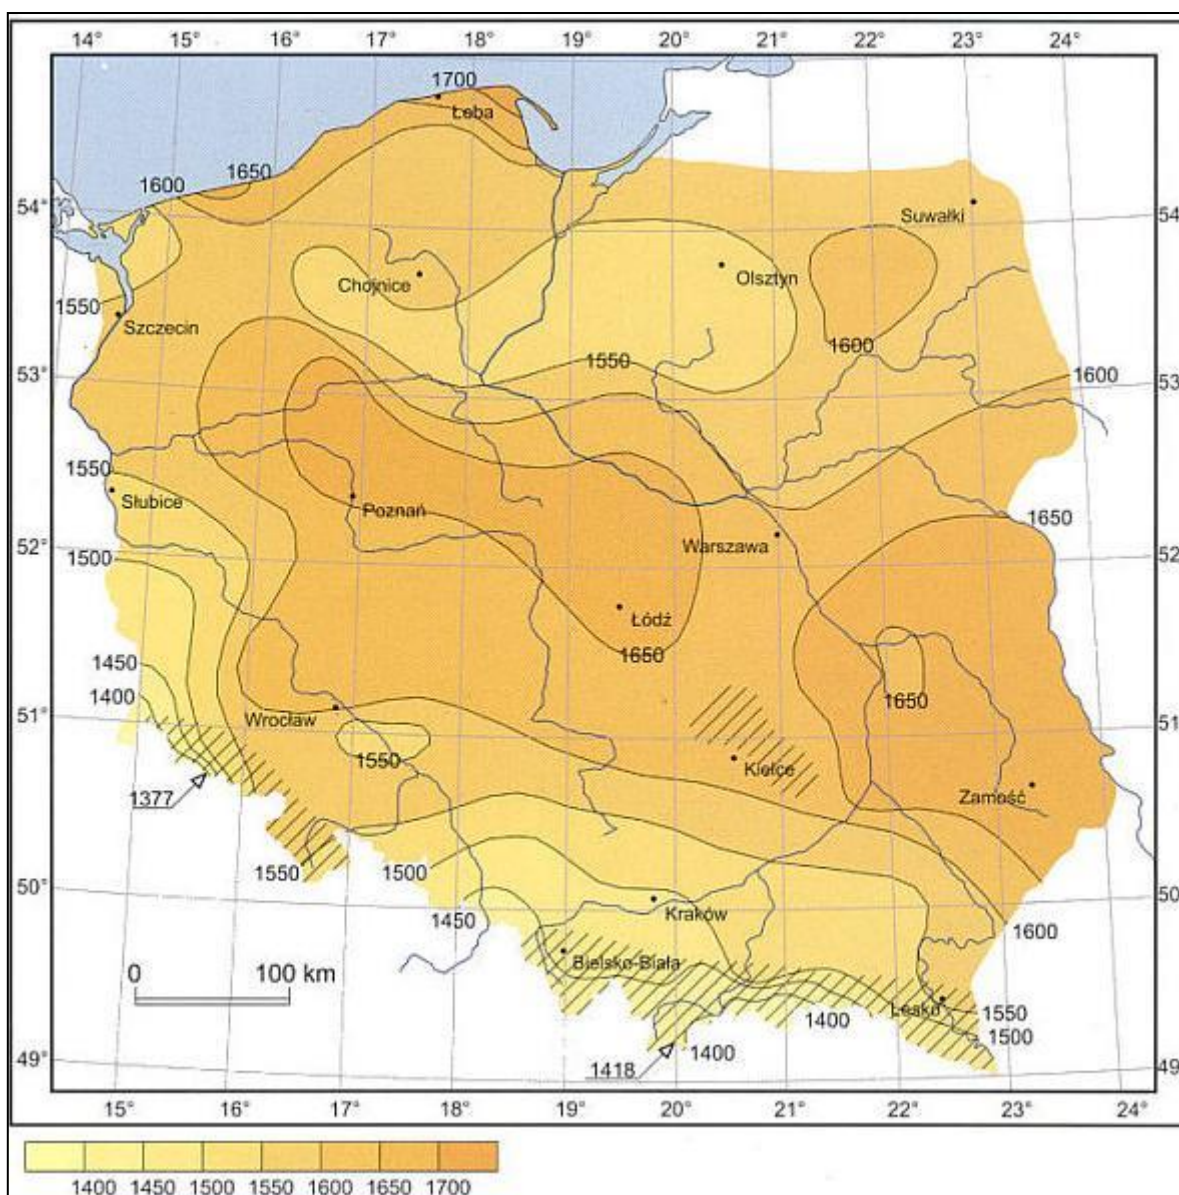 14° 15° 16° 17° 18° 19° 20° 21° 22° 23° 24°
1700
Łeba
1650
1600
54° 54
Suwałki
Chojnice Olsztyn
1550
Szczecin
1550 1600
53° 53
1600
1550
Słubice Poznań
1650
Warszawa
52° 52
1500
Łódź
1650
1450
1400 1650
51° 51
Wrocław
1550
Kielce
1377 Zamość
1550 1500
50° 50
1450 Kraków
1600
0 100 km
Bielsko-Biała
Lesko 1550
1400 1500
49° 1400 49
1418
15° 16° 17° 18° 19° 20° 21° 22° 23° 24°
1400 1450 1500 1550 1600 1650 1700